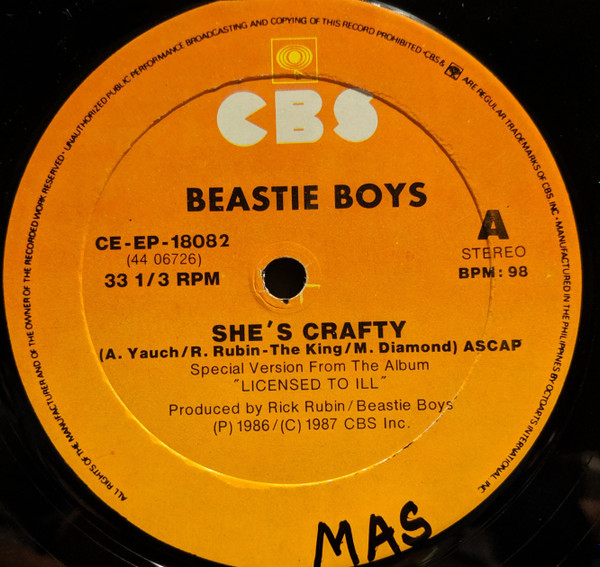 ALL RIGHTS OF THE MANUFACTURER AND OF THE OWNER OF THE RECORDED WORK RESERVED • UNAUTHORIZED PUBLIC PERFORMANCE BROADCASTING AND COPYING OF THIS RECORD PROHIBITED • CBS & ARE REGULAR TRADEMARKS OF CBS. INC • MANUFACTURED IN THE PHILIPPINES BY OCTOARTS INTERNATIONAL INC
CBS
BEASTIE BOYS
A
CE-EP-18082
STEREO
(44 06726)
BPM: 98
33 1/3 RPM
SHE'S CRAFTY
(A. Yauch/R. Rubin-The King/M. Diamond) ASCAP
Special Version From The Album
"LICENSED TO ILL"
Produced by Rick Rubin/Beastie Boys
(P) 1986/(C) 1987 CBS Inc.
MAS